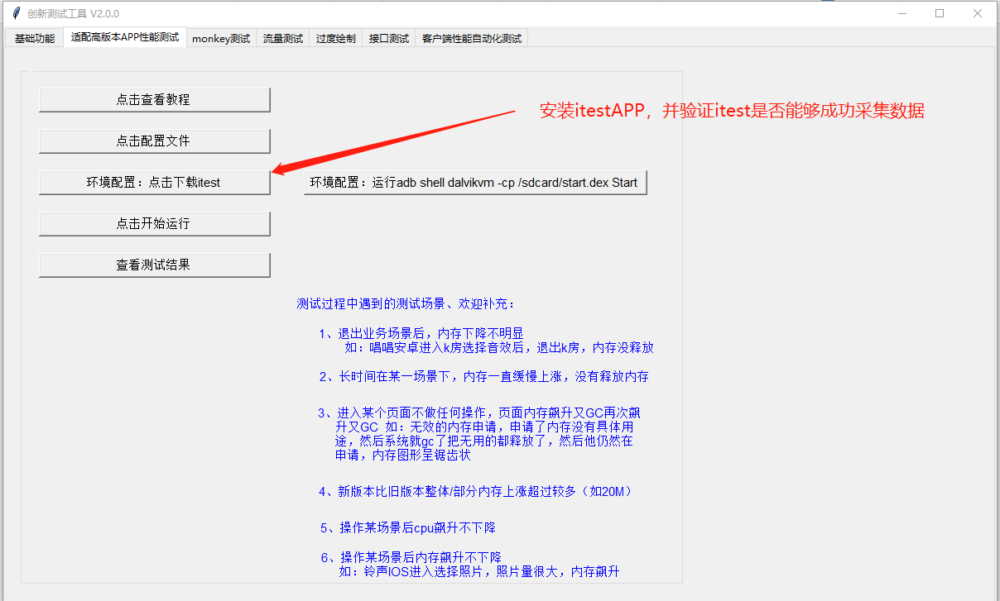 创新测试工具 V2.0.0
基础功能 适配高版本APP性能测试 monkey测试 流量测试 过度绘制 接口测试 客户端性能自动化测试
点击查看教程
安装itestAPP，并验证itest是否能够成功采集数据
点击配置文件
环境配置：点击下载itest 环境配置：运行adb shell dalvikvm -cp /sdcard/start.dex Start
点击开始运行
查看测试结果
测试过程中遇到的测试场景、欢迎补充：
1、退出业务场景后，内存下降不明显
如：唱唱安卓进入k房选择音效后，退出k房，内存没释放
2、长时间在某一场景下，内存一直缓慢上涨，没有释放内存
3、进入某个页面不做任何操作，页面内存飙升又GC再次飙
升又GC 如：无效的内存申请，申请了内存没有具体用
途，然后系统就gc了把无用的都释放了，然后他仍然在
申请，内存图形呈锯齿状
4、新版本比旧版本整体/部分内存上涨超过较多（如20M）
5、操作某场景后cpu飙升不下降
6、操作某场景后内存飙升不下降
如：铃声IOS进入选择照片，照片量很大，内存飙升